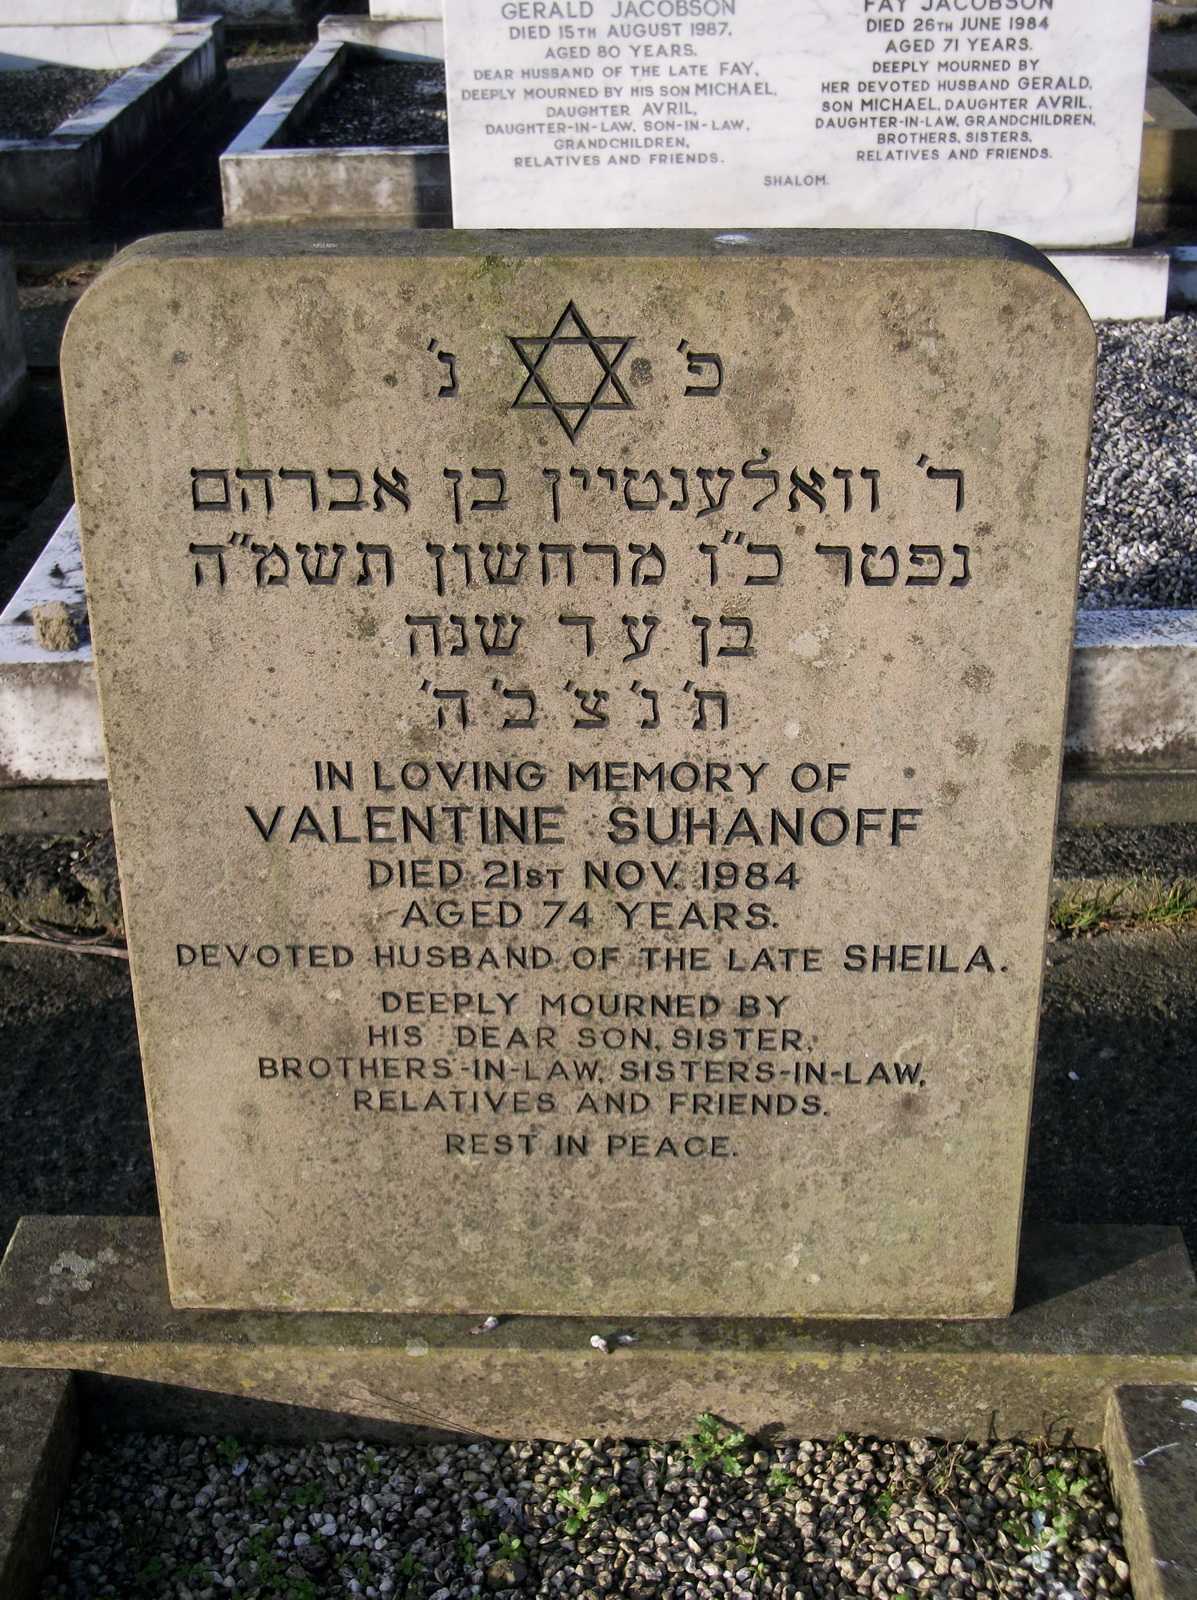 GERALD JACOBSON
DIED 15TH AUGUST 1987,
AGED 80 YEARS.
DEAR HUSBAND OF THE LATE FAY,
DEEPLY MOURNED BY HIS SON MICHAEL,
DAUGHTER AVRIL,
DAUGHTER-IN-LAW, SON-IN-LAW,
GRANDCHILDREN,
RELATIVES AND FRIENDS.
FAY JACOBSON
DIED 26TH JUNE 1984
AGED 71 YEARS.
DEEPLY MOURNED BY
HER DEVOTED HUSBAND GERALD,
SON MICHAEL, DAUGHTER AVRIL,
DAUGHTER-IN-LAW, GRANDCHILDREN,
BROTHERS, SISTERS,
RELATIVES AND FRIENDS.
SHALOM.
פ' נ'
ר' וואלענטיין בן אברהם
נפטר כ"ו מרחשון תשמ"ה
בן ע ד שנה
ת' נ' צ' ב' ה'
IN LOVING MEMORY OF
VALENTINE SUHANOFF
DIED 21ST NOV. 1984
AGED 74 YEARS.
DEVOTED HUSBAND OF THE LATE SHEILA.
DEEPLY MOURNED BY
HIS DEAR SON, SISTER,
BROTHERS-IN-LAW, SISTERS-IN-LAW,
RELATIVES AND FRIENDS.
REST IN PEACE.